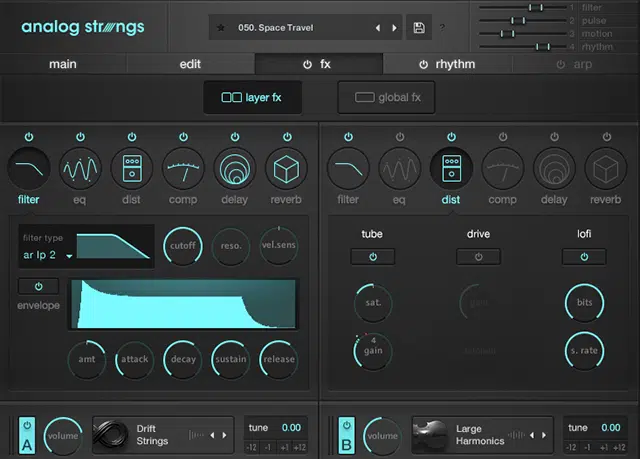 analog strings
050. Space Travel
?
1 filter
2 pulse
3 motion
4 rhythm
main edit fx rhythm arp
layer fx global fx
filter eq dist comp delay reverb
filter eq dist comp delay reverb
filter type
ar lp 2
cutoff reso. vel.sens
envelope
amt attack decay sustain release
tube drive lofi
sat. gain bits
4
gain s. rate
A volume
Drift
Strings
tune 0.00
-12 -1 +1 +12
B volume
Large
Harmonics
tune 0.00
-12 -1 +1 +12